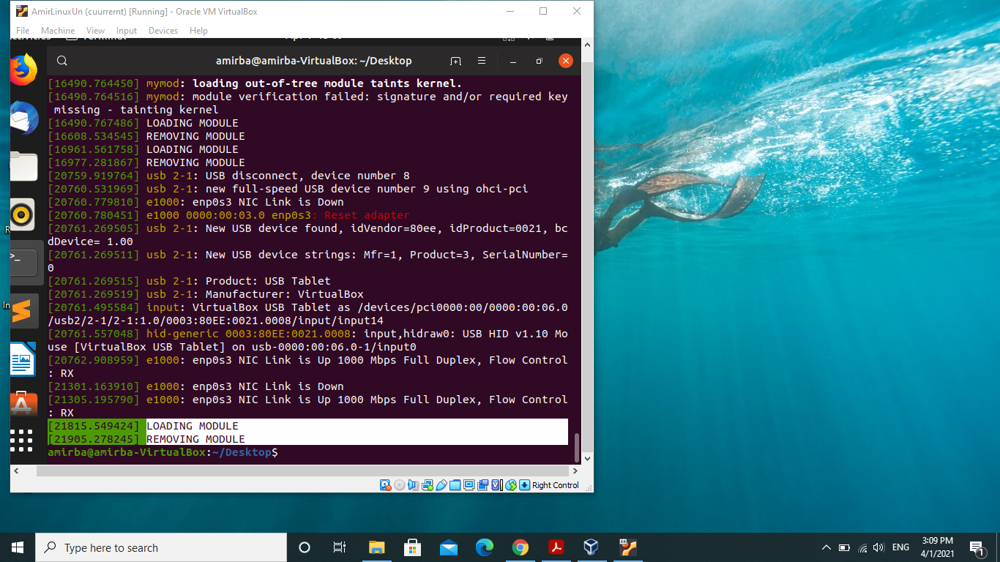 AmirLinuxUn (cuurrernt) [Running] - Oracle VM VirtualBox
File Machine View Input Devices Help
amirba@amirba-VirtualBox: ~/Desktop
[16490.764450] mymod: loading out-of-tree module taints kernel.
[16490.764516] mymod: module verification failed: signature and/or required key
missing - tainting kernel
[16490.767486] LOADING MODULE
[16608.534545] REMOVING MODULE
[16961.561758] LOADING MODULE
[16977.281867] REMOVING MODULE
[20759.919764] usb 2-1: USB disconnect, device number 8
[20760.531969] usb 2-1: new full-speed USB device number 9 using ohci-pci
[20760.779810] e1000: enp0s3 NIC Link is Down
[20760.780451] e1000 0000:00:03.0 enp0s3: Reset adapter
[20761.269505] usb 2-1: New USB device found, idVendor=80ee, idProduct=0021, bc
dDevice= 1.00
[20761.269511] usb 2-1: New USB device strings: Mfr=1, Product=3, SerialNumber=
0
[20761.269515] usb 2-1: Product: USB Tablet
[20761.269519] usb 2-1: Manufacturer: VirtualBox
[20761.495584] input: VirtualBox USB Tablet as /devices/pci0000:00/0000:00:06.0
/usb2/2-1/2-1:1.0/0003:80EE:0021.0008/input/input14
[20761.557048] hid-generic 0003:80EE:0021.0008: input,hidraw0: USB HID v1.10 Mo
use [VirtualBox USB Tablet] on usb-0000:00:06.0-1/input0
[20762.908959] e1000: enp0s3 NIC Link is Up 1000 Mbps Full Duplex, Flow Control
: RX
[21301.163910] e1000: enp0s3 NIC Link is Down
[21305.195790] e1000: enp0s3 NIC Link is Up 1000 Mbps Full Duplex, Flow Control
: RX
[21815.549424] LOADING MODULE
[21905.278245] REMOVING MODULE
amirba@amirba-VirtualBox:~/Desktop$
Right Control
Type here to search
ENG
3:09 PM
4/1/2021
1